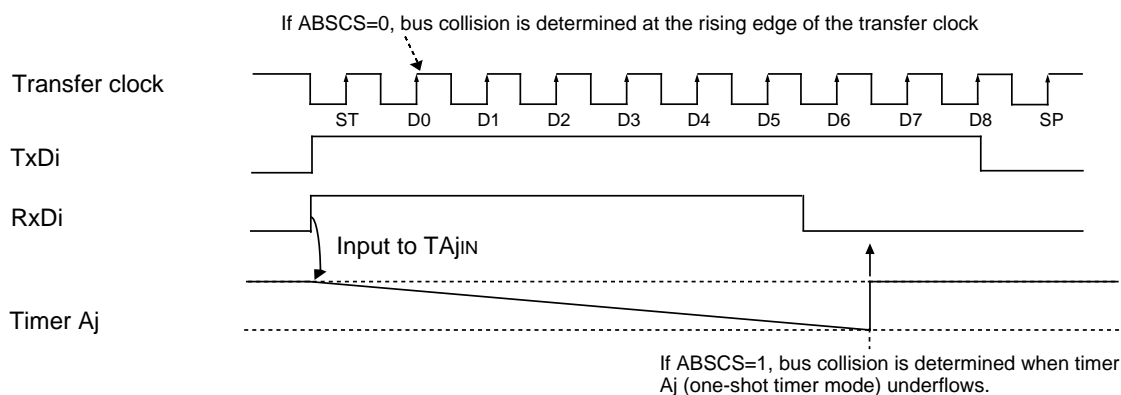 If ABSCS=0, bus collision is determined at the rising edge of the transfer clock
Transfer clock
ST D0 D1 D2 D3 D4 D5 D6 D7 D8 SP
TxDi
RxDi
Input to TAjIN
Timer Aj
If ABSCS=1, bus collision is determined when timer
Aj (one-shot timer mode) underflows.